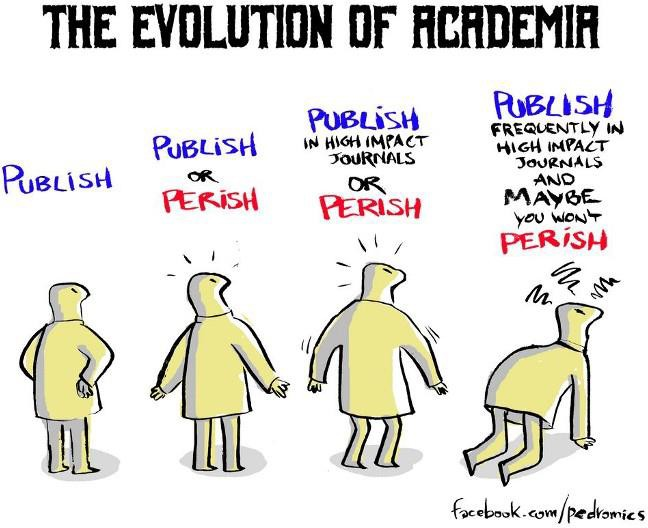 THE EVOLUTION OF ACADEMIA
PUBLISH
PUBLISH
OR
PERISH
PUBLISH
IN HIGH IMPACT
JOURNALS
OR
PERISH
PUBLISH
FREQUENTLY IN
HIGH IMPACT
JOURNALS
AND
MAYBE
YOU WON'T
PERISH
facebook.com/pedromics